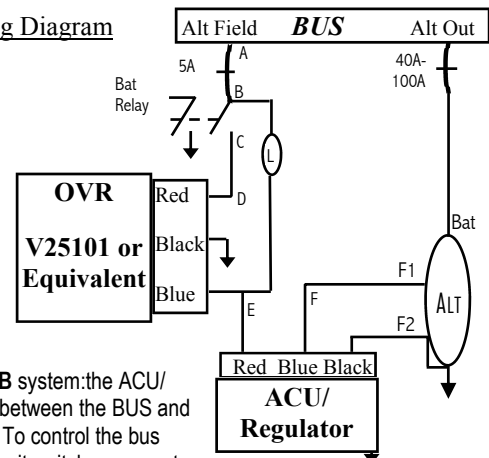 g Diagram
Alt Field BUS Alt Out
5A
A
40A-
100A
Bat
Relay
B
C
L
OVR
V25101 or
Equivalent
Red
D
Black
Blue
Bat
E
F
F1
F2
ALT
Red Blue Black
ACU/
Regulator
B system:the ACU/
between the BUS and
To control the bus